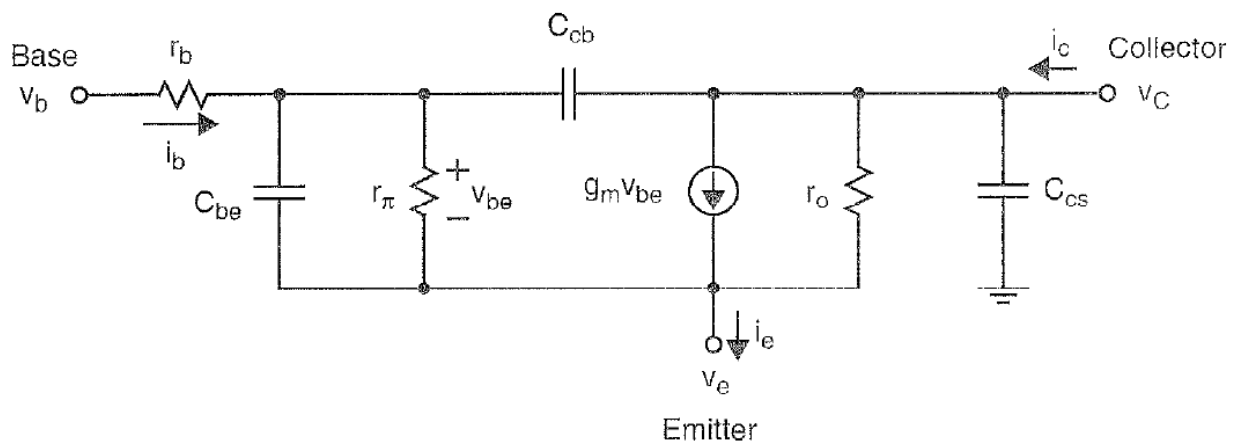 C_cb
r_b
i_c
Collector
Base
v_b
v_C
i_b
C_be
r_π
+
v_be
−
g_m v_be
r_o
C_cs
i_e
v_e
Emitter